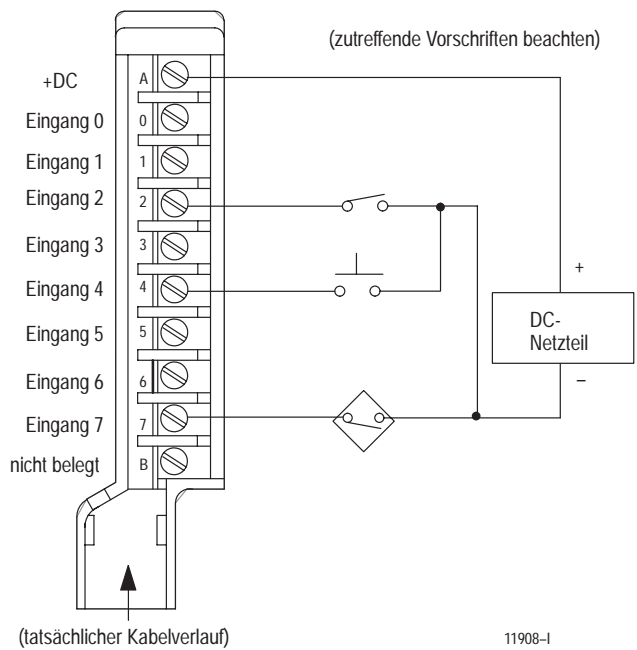 (zutreffende Vorschriften beachten)
+DC A
Eingang 0 0
Eingang 1 1
Eingang 2 2
Eingang 3 3
Eingang 4 4
Eingang 5 5
Eingang 6 6
Eingang 7 7
nicht belegt B
+
DC-
Netzteil
–
(tatsächlicher Kabelverlauf)
11908–I